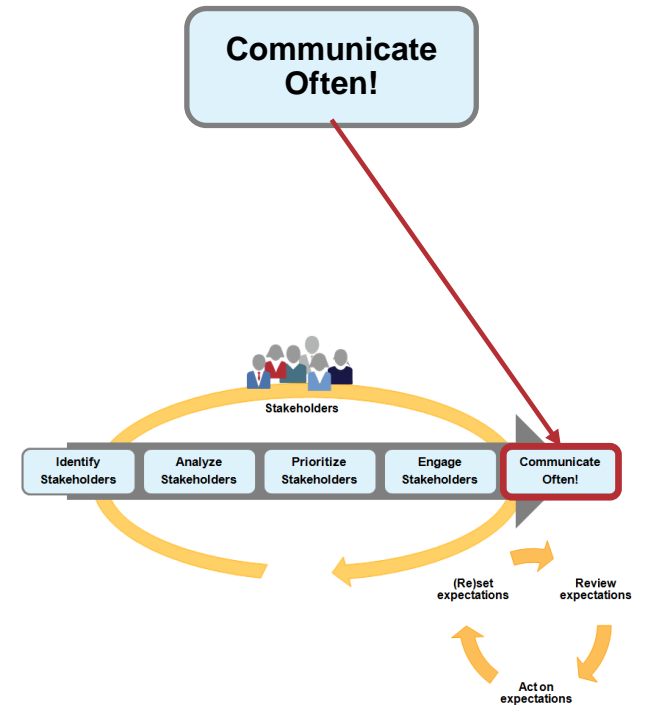 Communicate
Often!
Stakeholders
Identify
Stakeholders
Analyze
Stakeholders
Prioritize
Stakeholders
Engage
Stakeholders
Communicate
Often!
(Re)set
expectations
Review
expectations
Act on
expectations